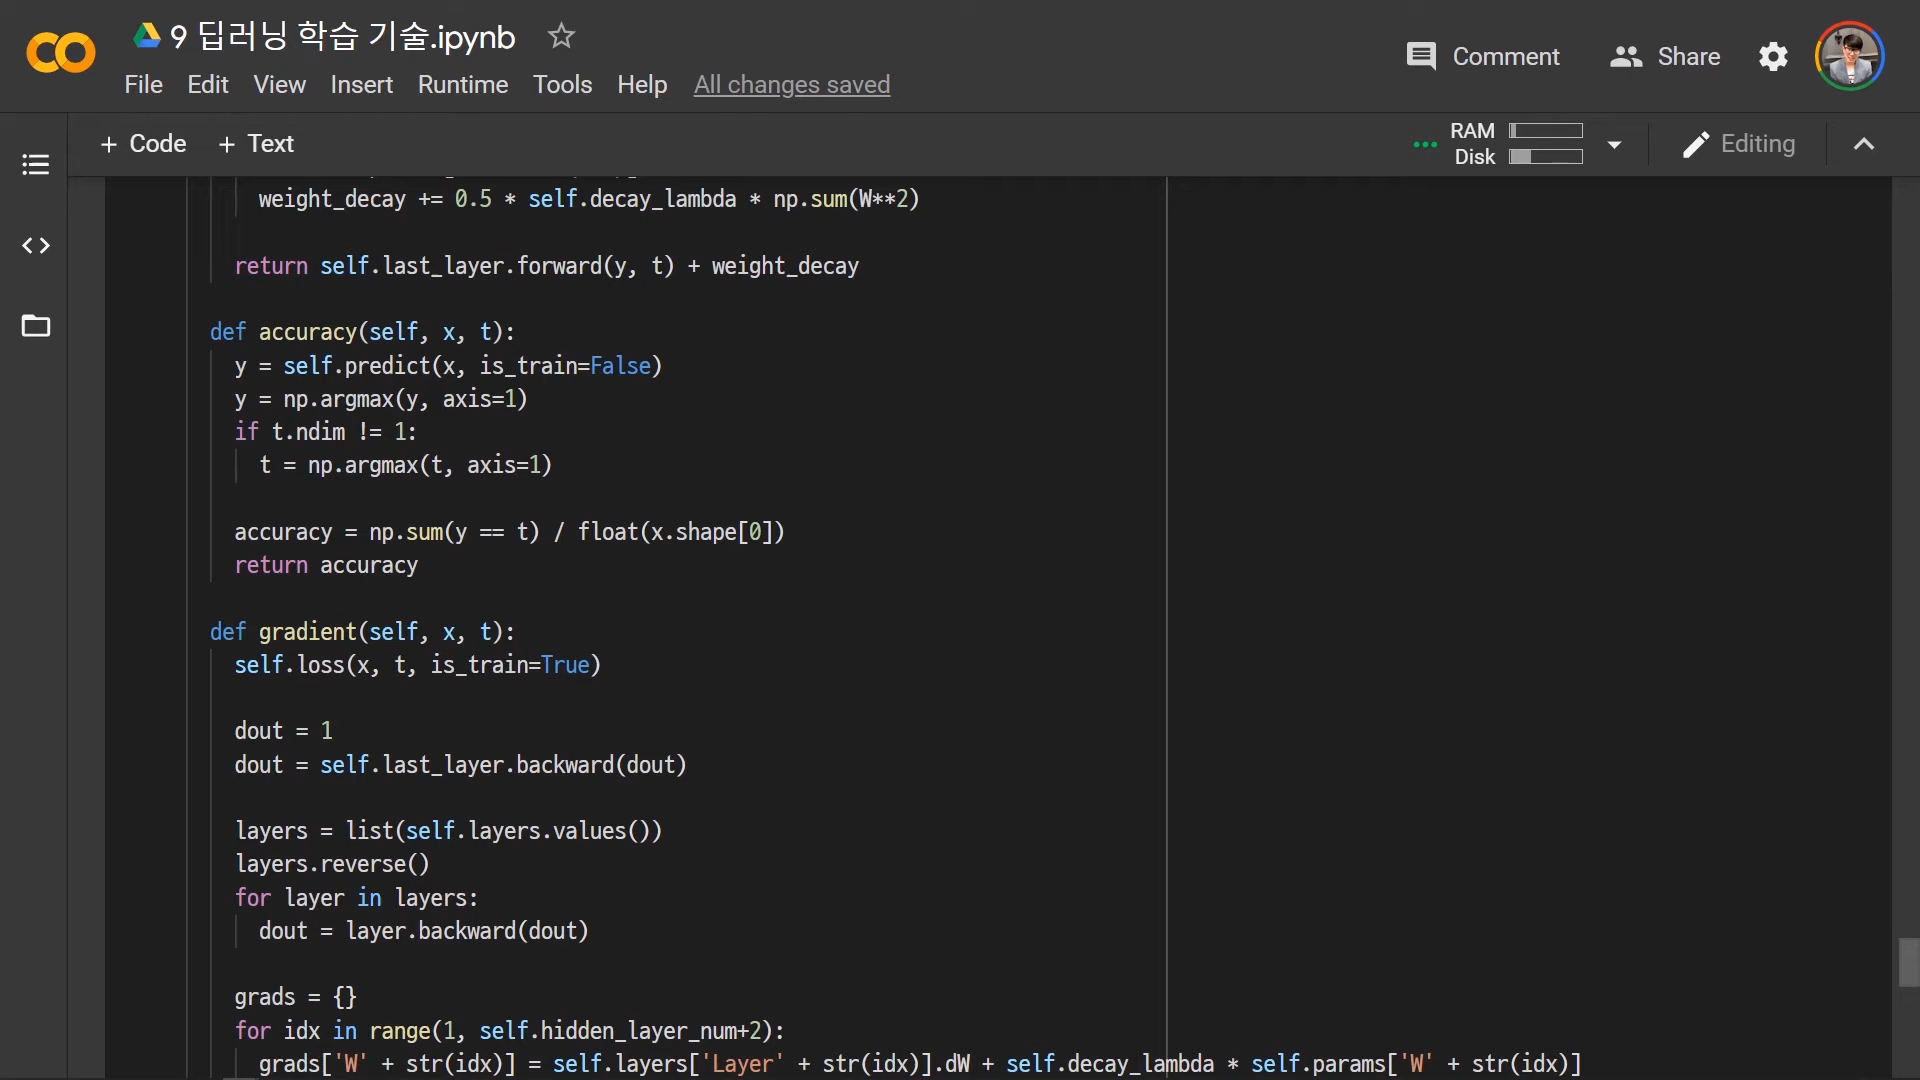 9 딥러닝 학습 기술.ipynb
Comment
Share
File Edit View Insert Runtime Tools Help All changes saved
+ Code + Text
RAM
Disk
Editing
weight_decay += 0.5 * self.decay_lambda * np.sum(W**2)
return self.last_layer.forward(y, t) + weight_decay
def accuracy(self, x, t):
y = self.predict(x, is_train=False)
y = np.argmax(y, axis=1)
if t.ndim != 1:
t = np.argmax(t, axis=1)
accuracy = np.sum(y == t) / float(x.shape[0])
return accuracy
def gradient(self, x, t):
self.loss(x, t, is_train=True)
dout = 1
dout = self.last_layer.backward(dout)
layers = list(self.layers.values())
layers.reverse()
for layer in layers:
dout = layer.backward(dout)
grads = {}
for idx in range(1, self.hidden_layer_num+2):
grads['W' + str(idx)] = self.layers['Layer' + str(idx)].dW + self.decay_lambda * self.params['W' + str(idx)]